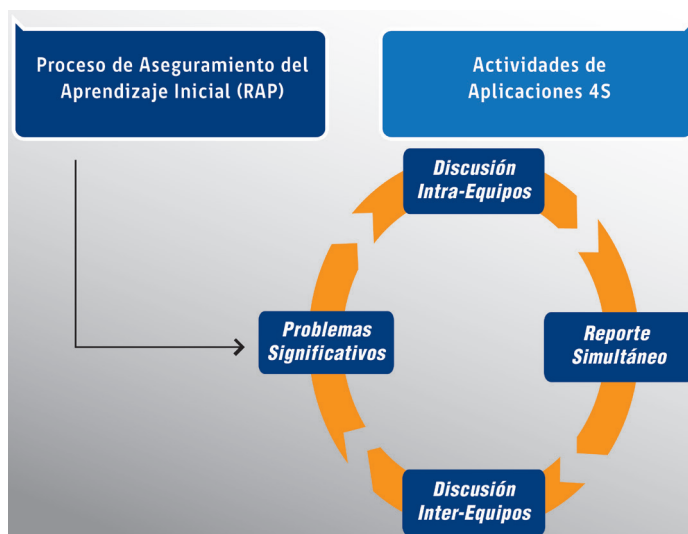 Proceso de Aseguramiento del
Aprendizaje Inicial (RAP)
Actividades de
Aplicaciones 4S
Discusión
Intra-Equipos
Problemas
Significativos
Reporte
Simultáneo
Discusión
Inter-Equipos